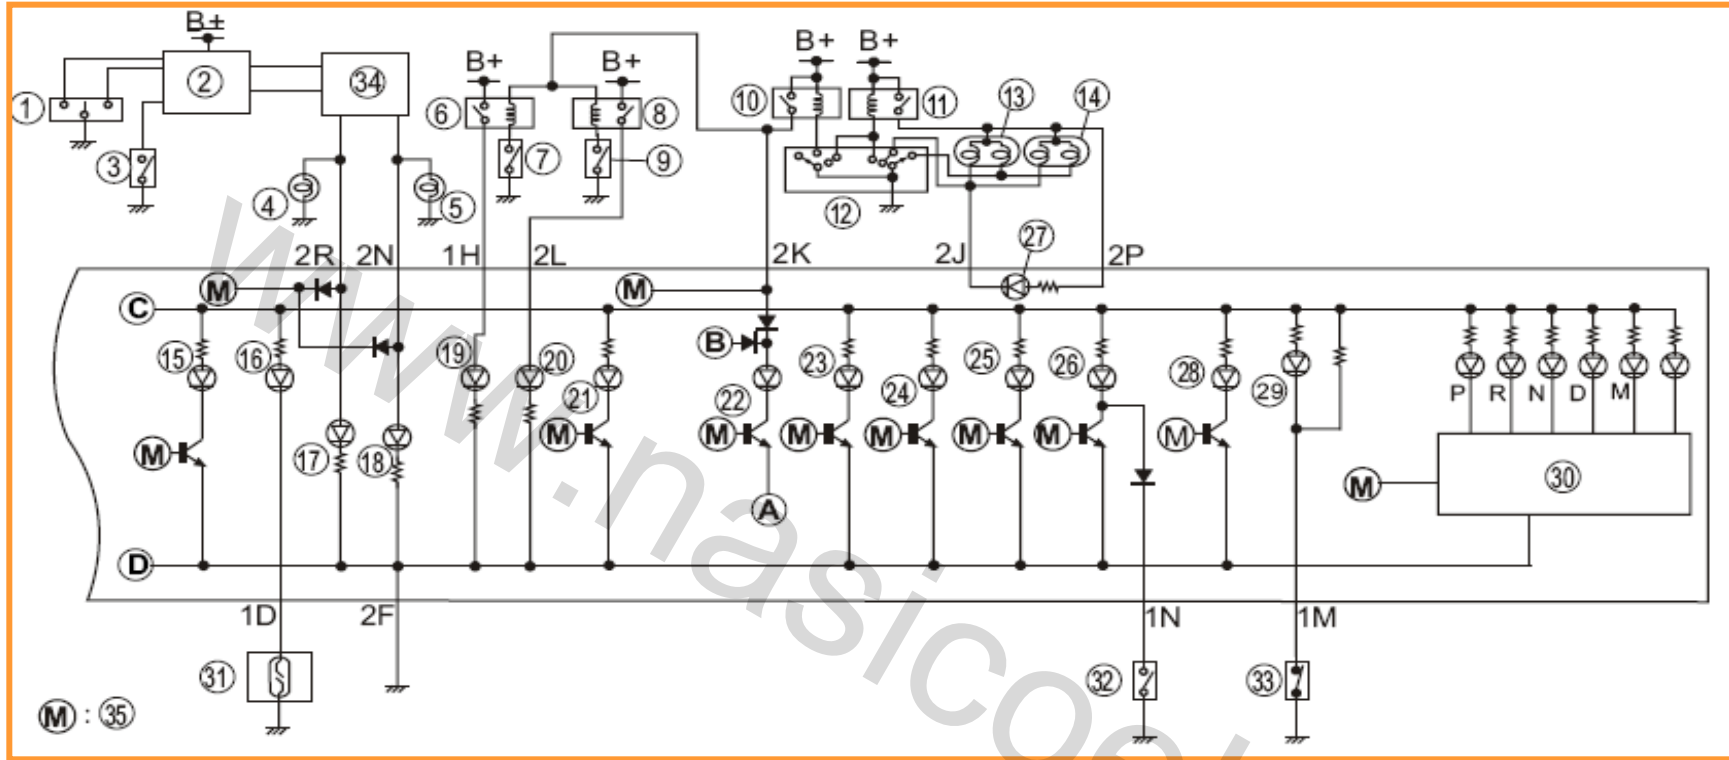 B+
B+ B+
B+ B+
1 2 34 6 8 10 11 13 14
3 7 9
4 5 12
27
2R 2N 1H 2L 2K 2J 2P
M M
C
B
15 16 19 20 21 22 23 24 25 26 28 29
P R N D M
M M M M M M M
17 18
M 30
A
D
1D 2F 1N 1M
31 32 33
M : 35
www.nasico